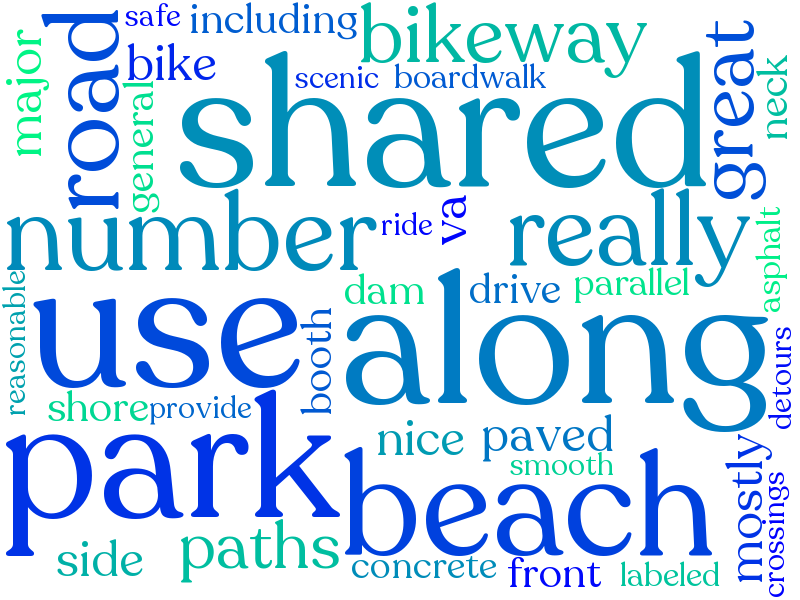 safe
including
bikeway
road
major
bike
scenic
boardwalk
great
neck
general
shared
number
ride
va
really
asphalt
reasonable
use
booth
dam
drive
parallel
along
detours
shore
provide
park
nice
paved
smooth
mostly
crossings
beach
side
paths
concrete
front
labeled